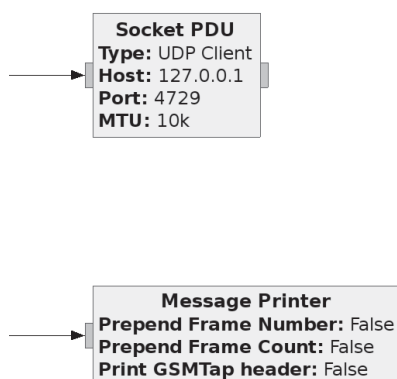 Socket PDU
Type: UDP Client
Host: 127.0.0.1
Port: 4729
MTU: 10k
Message Printer
Prepend Frame Number: False
Prepend Frame Count: False
Print GSMTap header: False